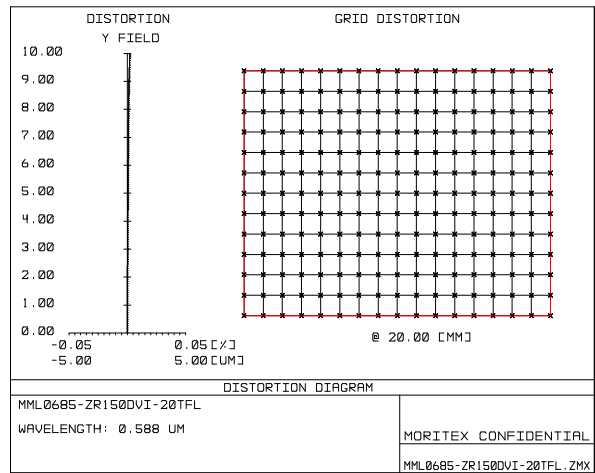 DISTORTION
Y FIELD
10.00
9.00
8.00
7.00
6.00
5.00
4.00
3.00
2.00
1.00
0.00
-0.05 0.05[%]
-5.00 5.00[UM]
GRID DISTORTION
@ 20.00 [MM]
DISTORTION DIAGRAM
MML0685-ZR150DVI-20TFL
WAVELENGTH: 0.588 UM
MORITEX CONFIDENTIAL
MML0685-ZR150DVI-20TFL.ZMX